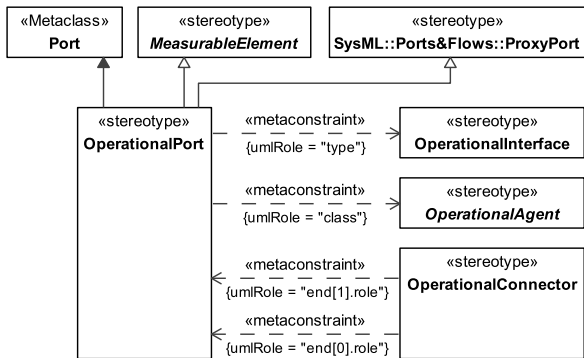 «Metaclass»
Port
«stereotype»
MeasurableElement
«stereotype»
SysML::Ports&Flows::ProxyPort
«stereotype»
OperationalPort
«metaconstraint»
{umlRole = "type"}
«stereotype»
OperationalInterface
«metaconstraint»
{umlRole = "class"}
«stereotype»
OperationalAgent
«metaconstraint»
{umlRole = "end[1].role"}
«stereotype»
OperationalConnector
«metaconstraint»
{umlRole = "end[0].role"}